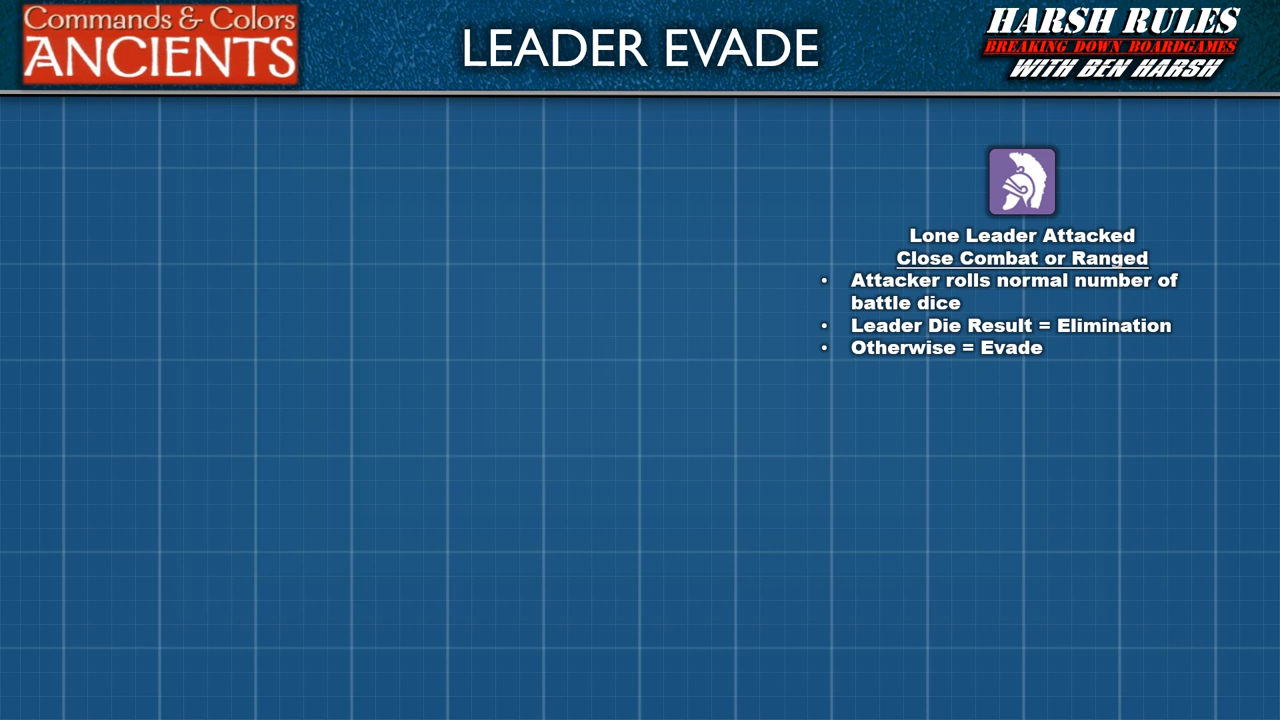 Commands & Colors
ANCIENTS
LEADER EVADE
HARSH RULES
BREAKING DOWN BOARDGAMES
WITH BEN HARSH
Lone Leader Attacked
Close Combat or Ranged
• Attacker rolls normal number of
battle dice
• Leader Die Result = Elimination
• Otherwise = Evade